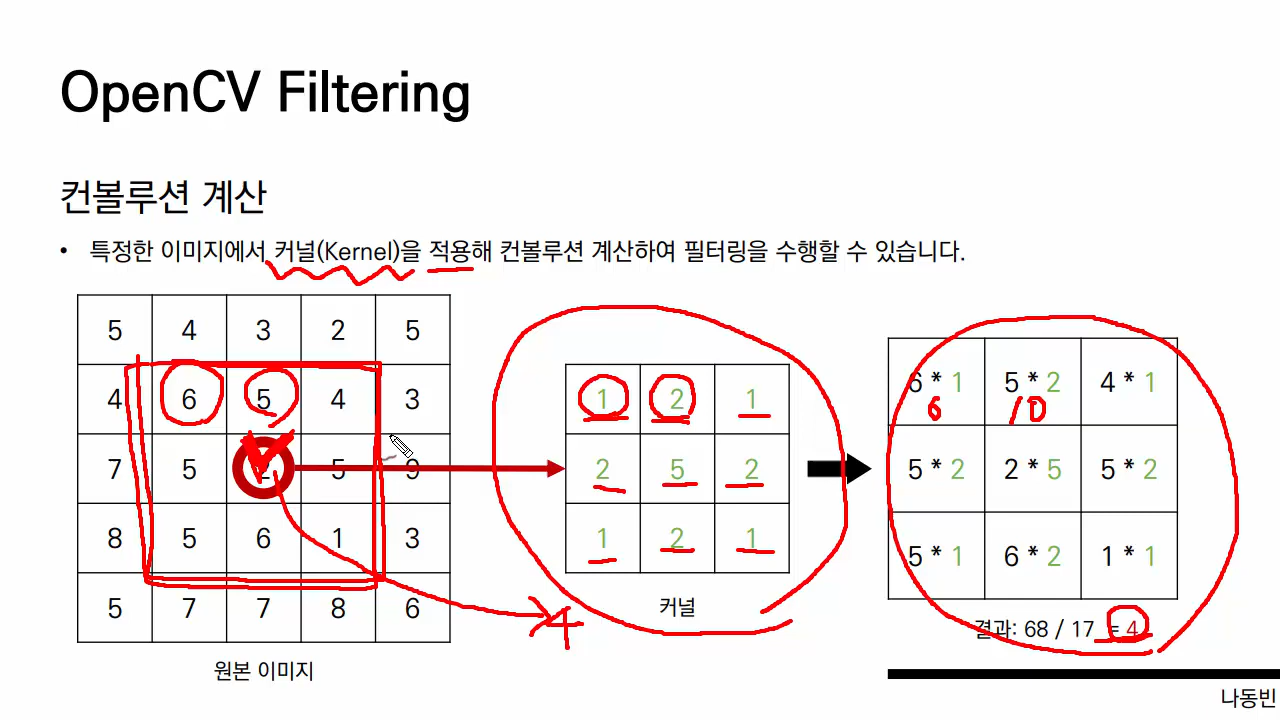 OpenCV Filtering
컨볼루션 계산
• 특정한 이미지에서 커널(Kernel)을 적용해 컨볼루션 계산하여 필터링을 수행할 수 있습니다.
5 4 3 2 5
4 6 5 4 3
7 5 2 5 9
8 5 6 1 3
5 7 7 8 6
원본 이미지
1 2 1
2 5 2
1 2 1
커널
4
6 * 1 5 * 2 4 * 1
6 10
5 * 2 2 * 5 5 * 2
5 * 1 6 * 2 1 * 1
결과: 68 / 17 = 4
나동빈